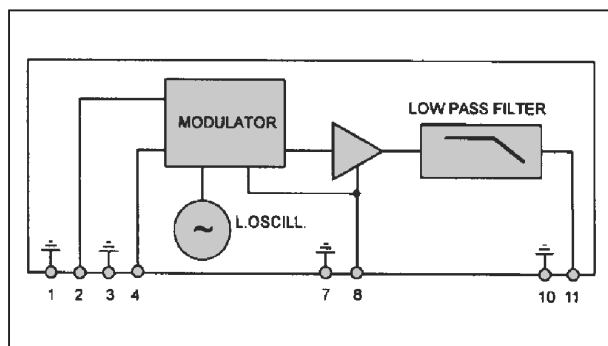 LOW PASS FILTER
MODULATOR
L.OSCILL.
~
1 2 3 4 7 8 10 11